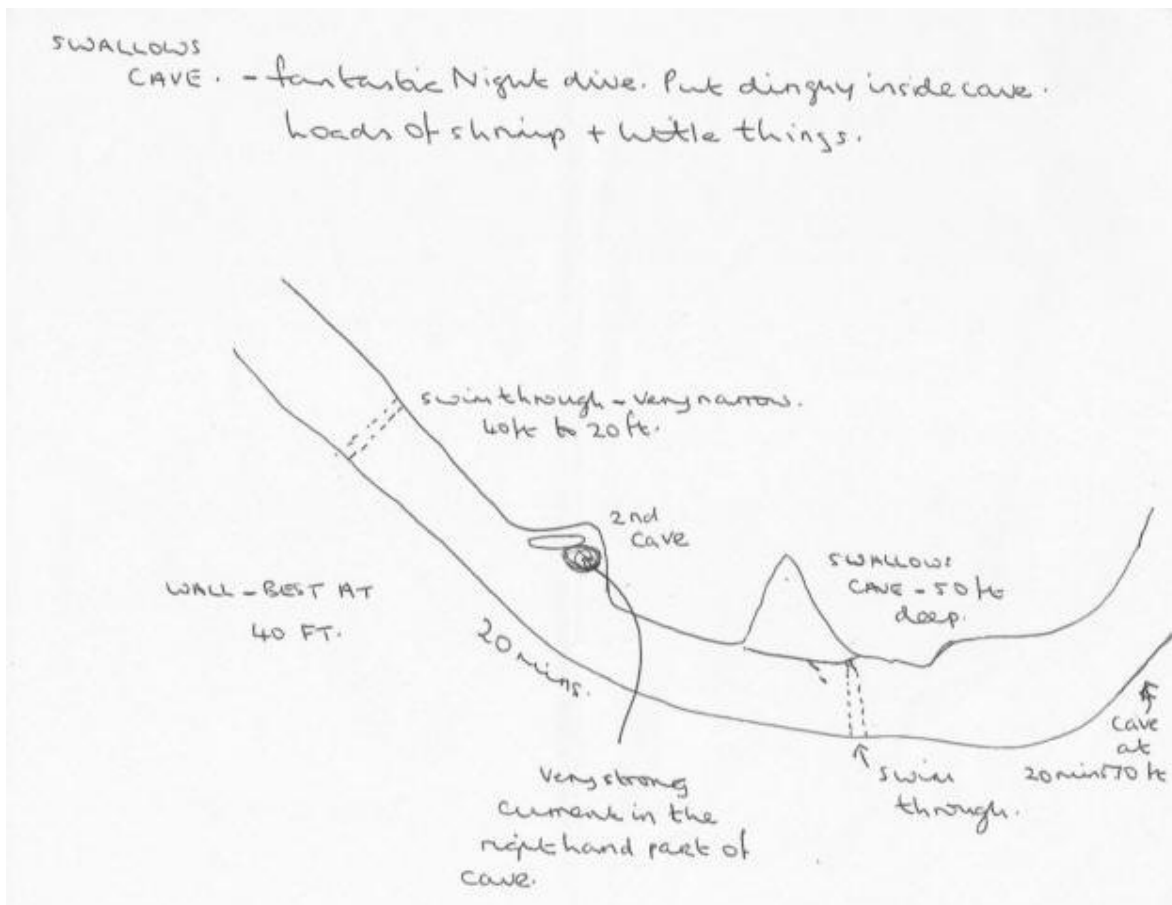 SWALLOWS
CAVE. - fantastic Night dive. Put dinghy inside cave.
Loads of shrimp + little things.
swim through - very narrow.
40ft to 20ft.
2nd
cave
SWALLOWS
CAVE - 50ft
deep.
WALL - BEST AT
40 FT.
20 mins.
Cave
at
20 mins 70 ft
swim
through.
Very strong
current in the
right hand part of
cave.